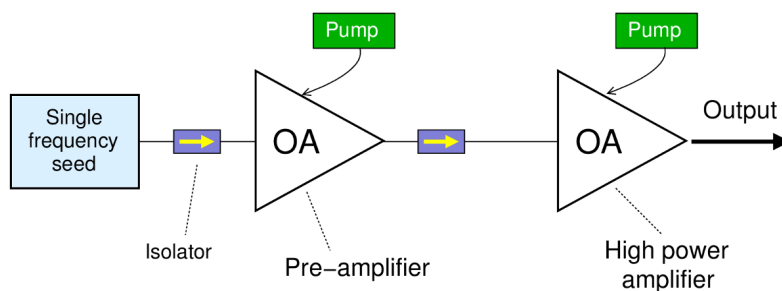 Pump
Pump
Single
frequency
seed
OA
OA
Output
Isolator
Pre−amplifier
High power
amplifier